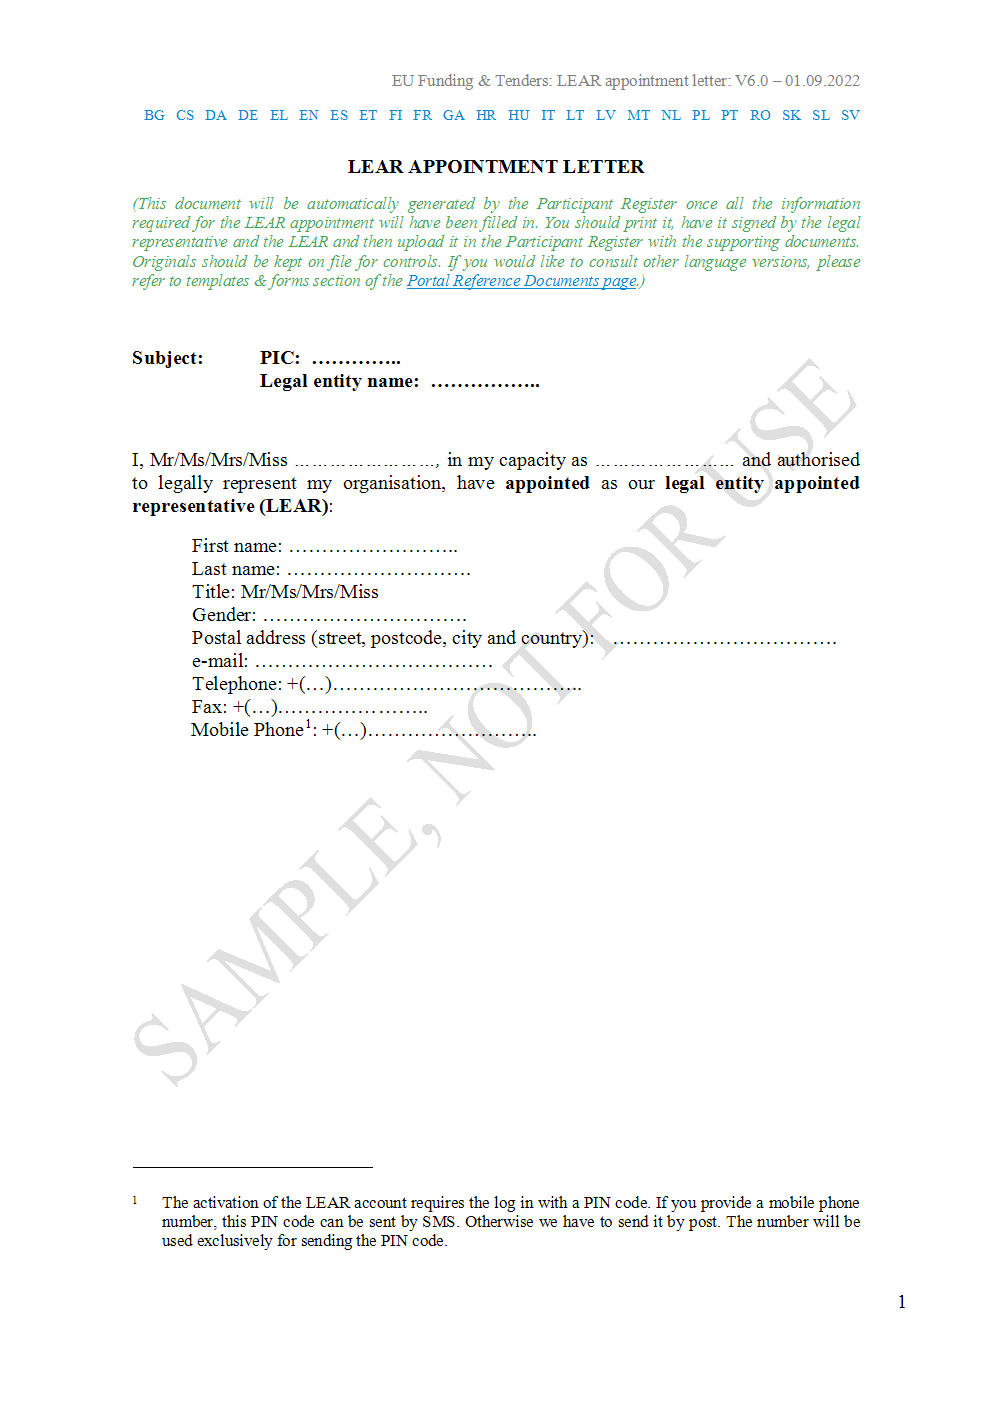 EU Funding & Tenders: LEAR appointment letter: V6.0 – 01.09.2022
BG CS DA DE EL EN ES ET FI FR GA HR HU IT LT LV MT NL PL PT RO SK SL SV
LEAR APPOINTMENT LETTER
(This document will be automatically generated by the Participant Register once all the information
required for the LEAR appointment will have been filled in. You should print it, have it signed by the legal
representative and the LEAR and then upload it in the Participant Register with the supporting documents.
Originals should be kept on file for controls. If you would like to consult other language versions, please
refer to templates & forms section of the Portal Reference Documents page.)
Subject: PIC: …………..
Legal entity name: ……………..
I, Mr/Ms/Mrs/Miss ……………………, in my capacity as …………………… and authorised
to legally represent my organisation, have appointed as our legal entity appointed
representative (LEAR):
First name: ……………………..
Last name: ……………………….
Title: Mr/Ms/Mrs/Miss
Gender: ………………………….
Postal address (street, postcode, city and country): …………………………….
e-mail: ………………………………
Telephone: +(…)………………………………..
Fax: +(…)…………………..
Mobile Phone1: +(…)……………………..
SAMPLE, NOT FOR USE
1 The activation of the LEAR account requires the log in with a PIN code. If you provide a mobile phone
number, this PIN code can be sent by SMS. Otherwise we have to send it by post. The number will be
used exclusively for sending the PIN code.
1